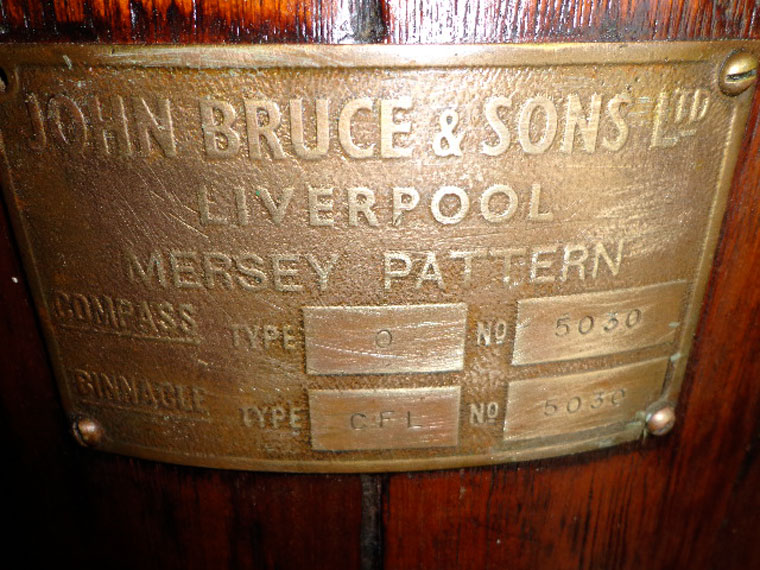 JOHN BRUCE & SONS LTD
LIVERPOOL
MERSEY PATTERN
COMPASS TYPE O NO 5030
BINNACLE TYPE CFL NO 5030